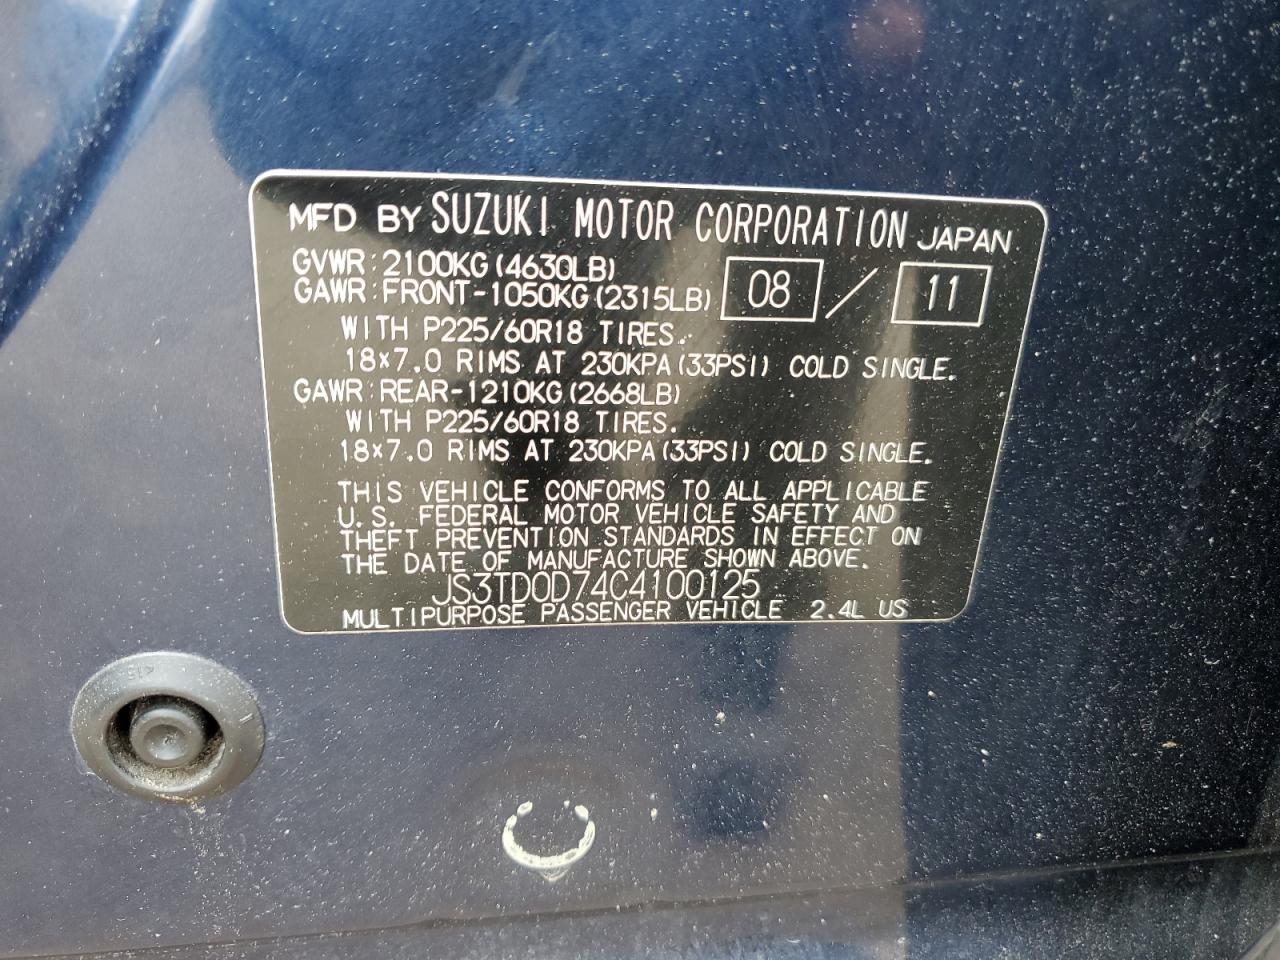 MFD BY SUZUKI MOTOR CORPORATION JAPAN
GVWR: 2100KG (4630LB) 08 / 11
GAWR: FRONT-1050KG (2315LB)
WITH P225/60R18 TIRES.
18×7.0 RIMS AT 230KPA (33PSI) COLD SINGLE.
GAWR: REAR-1210KG (2668LB)
WITH P225/60R18 TIRES.
18×7.0 RIMS AT 230KPA (33PSI) COLD SINGLE.
THIS VEHICLE CONFORMS TO ALL APPLICABLE
U.S. FEDERAL MOTOR VEHICLE SAFETY AND
THEFT PREVENTION STANDARDS IN EFFECT ON
THE DATE OF MANUFACTURE SHOWN ABOVE.
JS3TD0D74C4100125
MULTIPURPOSE PASSENGER VEHICLE 2.4L US